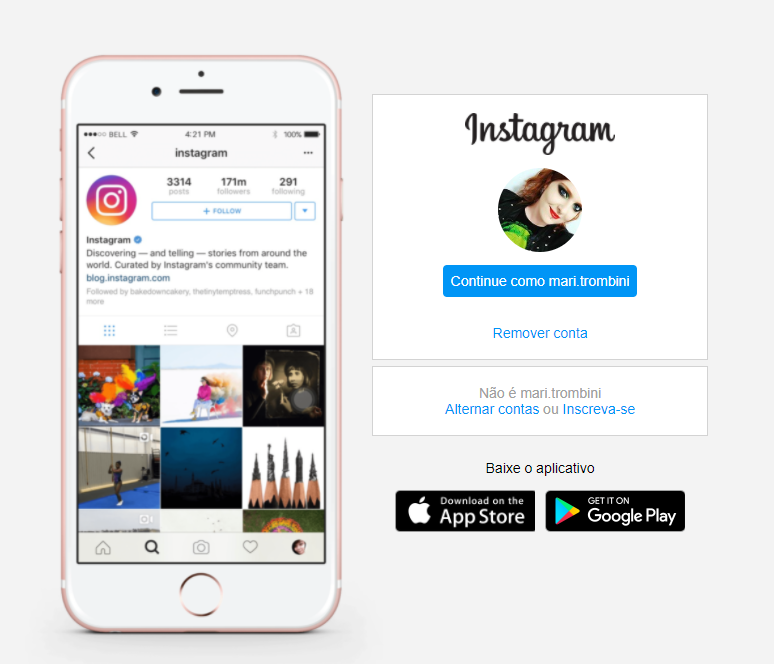 BELL 4:21 PM 100%
instagram
3314 171m 291
posts followers following
+ FOLLOW
Instagram
Discovering — and telling — stories from around the
world. Curated by Instagram's community team.
blog.instagram.com
Followed by bakedowncakery, thetinytemptress, funchpunch + 18
more
Instagram
Continue como mari.trombini
Remover conta
Não é mari.trombini
Alternar contas ou Inscreva-se
Baixe o aplicativo
Download on the
App Store
GET IT ON
Google Play